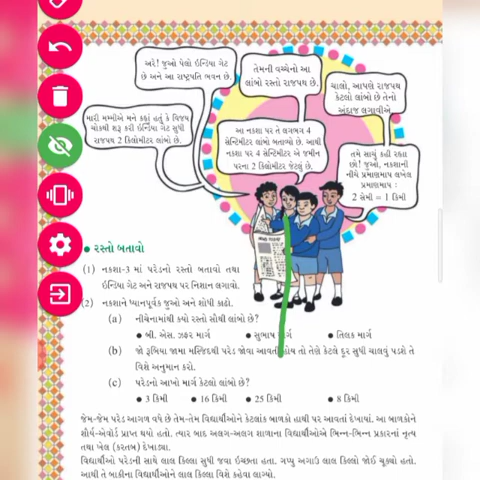 અરે! જુઓ પેલો ઇન્ડિયા ગેટ
છે અને આ રાષ્ટ્રપતિ ભવન છે.
તેમની વચ્ચેનો આ
લાંબો રસ્તો રાજપથ છે.
ચાલો, આપણે રાજપથ
કેટલો લાંબો છે તેનો
અંદાજ લગાવીએ
મારી મમ્મીએ મને કહ્યું હતું કે વિજય
ચોકથી શરૂ કરી ઇન્ડિયા ગેટ સુધી
રાજપથ 2 કિલોમીટર લાંબો છે.
આ નકશા પર તે લગભગ 4
સેન્ટિમીટર લાંબો બતાવ્યો છે. આથી
નકશા પર 4 સેન્ટિમીટર એ જમીન
પરના 2 કિલોમીટર જેટલું છે.
તમે સાચું કહી રહ્યા
છો! જુઓ, નકશાની
નીચે પ્રમાણમાપ લખેલ
પ્રમાણમાપ :
2 સેમી = 1 કિમી
• રસ્તો બતાવો
(1) નકશા-3 માં પરેડનો રસ્તો બતાવો તથા
ઇન્ડિયા ગેટ અને રાજપથ પર નિશાન લગાવો.
(2) નકશાને ધ્યાનપૂર્વક જુઓ અને શોધી કાઢો.
(a) નીચેનામાંથી કયો રસ્તો સૌથી લાંબો છે?
• બી. એસ. ઝફર માર્ગ • સુભાષ માર્ગ • તિલક માર્ગ
(b) જો રૂબિયા જામા મસ્જિદથી પરેડ જોવા આવતી હોય તો તેણે કેટલે દૂર સુધી ચાલવું પડશે તે
વિશે અનુમાન કરો.
(c) પરેડનો આખો માર્ગ કેટલો લાંબો છે?
• 3 કિમી • 16 કિમી • 25 કિમી • 8 કિમી
જેમ-જેમ પરેડ આગળ વધે છે તેમ-તેમ વિદ્યાર્થીઓને કેટલાંક બાળકો હાથી પર આવતાં દેખાયાં. આ બાળકોને
શૌર્ય-એવોર્ડ પ્રાપ્ત થયો હતો. ત્યાર બાદ અલગ-અલગ શાળાના વિદ્યાર્થીઓએ ભિન્ન-ભિન્ન પ્રકારનાં નૃત્ય
તથા ખેલ (કરતબ) દેખાડ્યા.
વિદ્યાર્થીઓ પરેડની સાથે લાલ કિલ્લા સુધી જવા ઇચ્છતા હતા. ગપ્પુ અગાઉ લાલ કિલ્લો જોઈ ચૂક્યો હતો.
આથી તે બાકીના વિદ્યાર્થીઓને લાલ કિલ્લા વિશે કહેવા લાગ્યો.